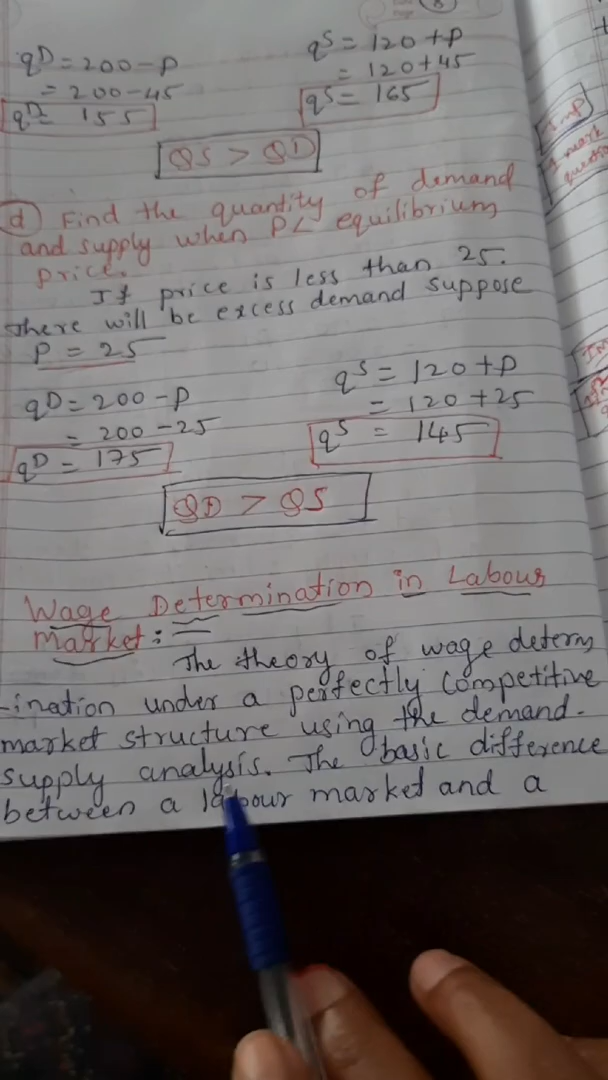 qD = 200 - P
= 200 - 45
qD = 155
qS = 120 + P
= 120 + 45
qS = 165
QS > QD
d Find the quantity of demand
and supply when P< equilibrium
price.
If price is less than 25.
there will be excess demand suppose
P = 25
qD = 200 - P
= 200 - 25
qD = 175
qS = 120 + P
= 120 + 25
qS = 145
QD > QS
Wage Determination in Labour
Market :=
The theory of wage determ
-ination under a perfectly competitive
market structure using the demand-
supply analysis. The basic difference
between a labour market and a